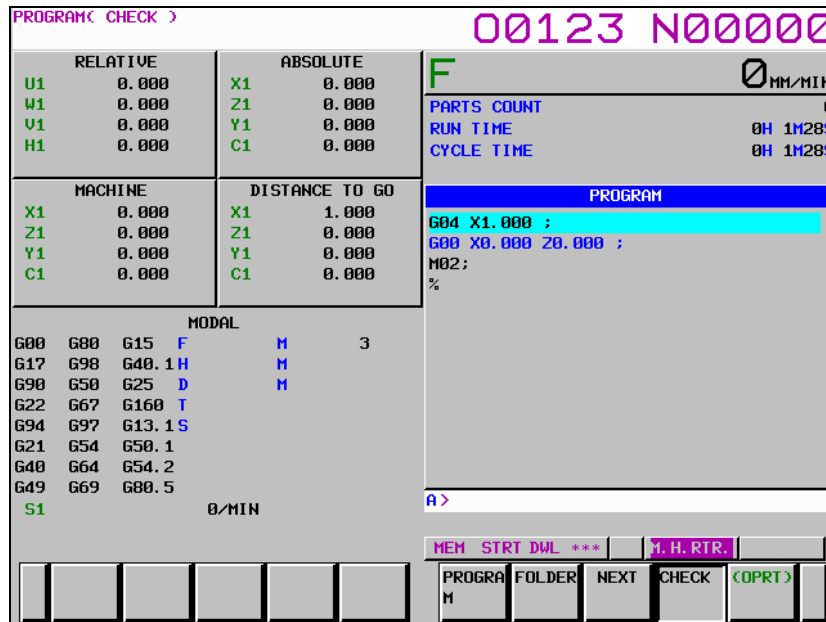 PROGRAM( CHECK )
O0123 N00000
RELATIVE
U1 0.000
W1 0.000
V1 0.000
H1 0.000
ABSOLUTE
X1 0.000
Z1 0.000
Y1 0.000
C1 0.000
MACHINE
X1 0.000
Z1 0.000
Y1 0.000
C1 0.000
DISTANCE TO GO
X1 1.000
Z1 0.000
Y1 0.000
C1 0.000
F 0 MM/MIN
PARTS COUNT
RUN TIME 0H 1M28S
CYCLE TIME 0H 1M28S
PROGRAM
G04 X1.000 ;
G00 X0.000 Z0.000 ;
M02;
%
MODAL
G00 G80 G15 F M 3
G17 G98 G40.1 H M
G90 G50 G25 D M
G22 G67 G160 T
G94 G97 G13.1 S
G21 G54 G50.1
G40 G64 G54.2
G49 G69 G80.5
S1 0/MIN
A>
MEM STRT DWL *** M.H.RTR.
PROGRA
M
FOLDER
NEXT
CHECK
(OPRT)